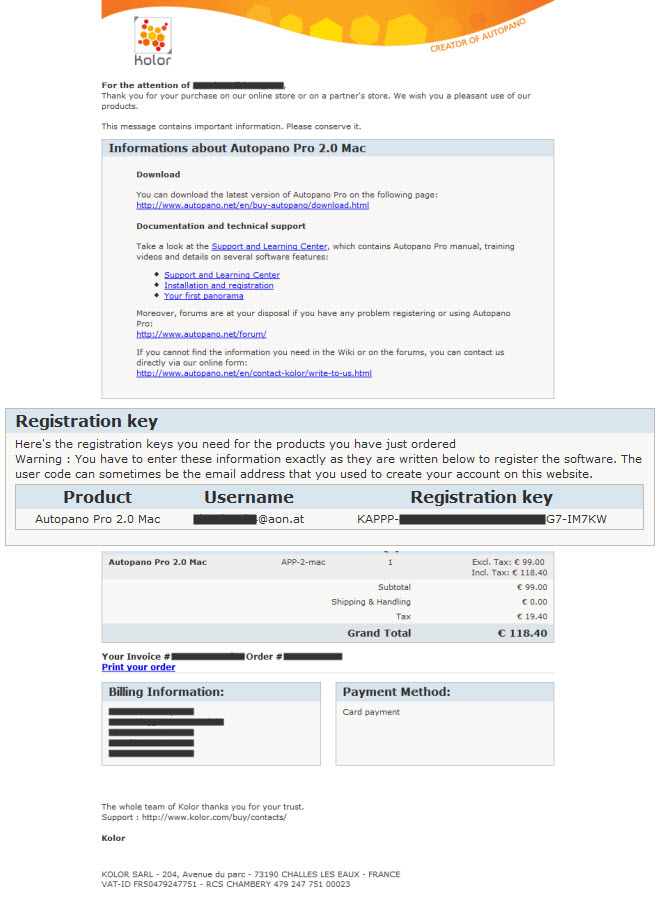 CREATOR OF AUTOPANO
kolor
For the attention of
Thank you for your purchase on our online store or on a partner's store. We wish you a pleasant use of our
products.
This message contains important information. Please conserve it.
Informations about Autopano Pro 2.0 Mac
Download
You can download the latest version of Autopano Pro on the following page:
http://www.autopano.net/en/buy-autopano/download.html
Documentation and technical support
Take a look at the Support and Learning Center, which contains Autopano Pro manual, training
videos and details on several software features:
Support and Learning Center
Installation and registration
Your first panorama
Moreover, forums are at your disposal if you have any problem registering or using Autopano
Pro:
http://www.autopano.net/forum/
If you cannot find the information you need in the Wiki or on the forums, you can contact us
directly via our online form:
http://www.autopano.net/en/contact-kolor/write-to-us.html
Registration key
Here's the registration keys you need for the products you have just ordered
Warning : You have to enter these information exactly as they are written below to register the software. The
user code can sometimes be the email address that you used to create your account on this website.
Product Username Registration key
Autopano Pro 2.0 Mac @aon.at KAPPP- G7-IM7KW
Autopano Pro 2.0 Mac APP-2-mac 1 Excl. Tax: € 99.00
Incl. Tax: € 118.40
Subtotal € 99.00
Shipping & Handling € 0.00
Tax € 19.40
Grand Total € 118.40
Your Invoice # Order #
Print your order
Billing Information: Payment Method:
Card payment
The whole team of Kolor thanks you for your trust.
Support : http://www.kolor.com/buy/contacts/
Kolor
KOLOR SARL - 204, Avenue du parc - 73190 CHALLES LES EAUX - FRANCE
VAT-ID FR50479247751 - RCS CHAMBERY 479 247 751 00023